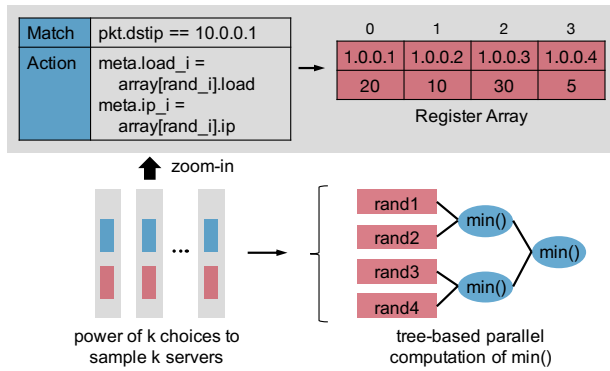 Match
pkt.dstip == 10.0.0.1
Action
meta.load_i =
array[rand_i].load
meta.ip_i =
array[rand_i].ip
0 1 2 3
1.0.0.1 1.0.0.2 1.0.0.3 1.0.0.4
20 10 30 5
Register Array
zoom-in
...
power of k choices to
sample k servers
rand1
rand2
rand3
rand4
min()
min()
min()
tree-based parallel
computation of min()